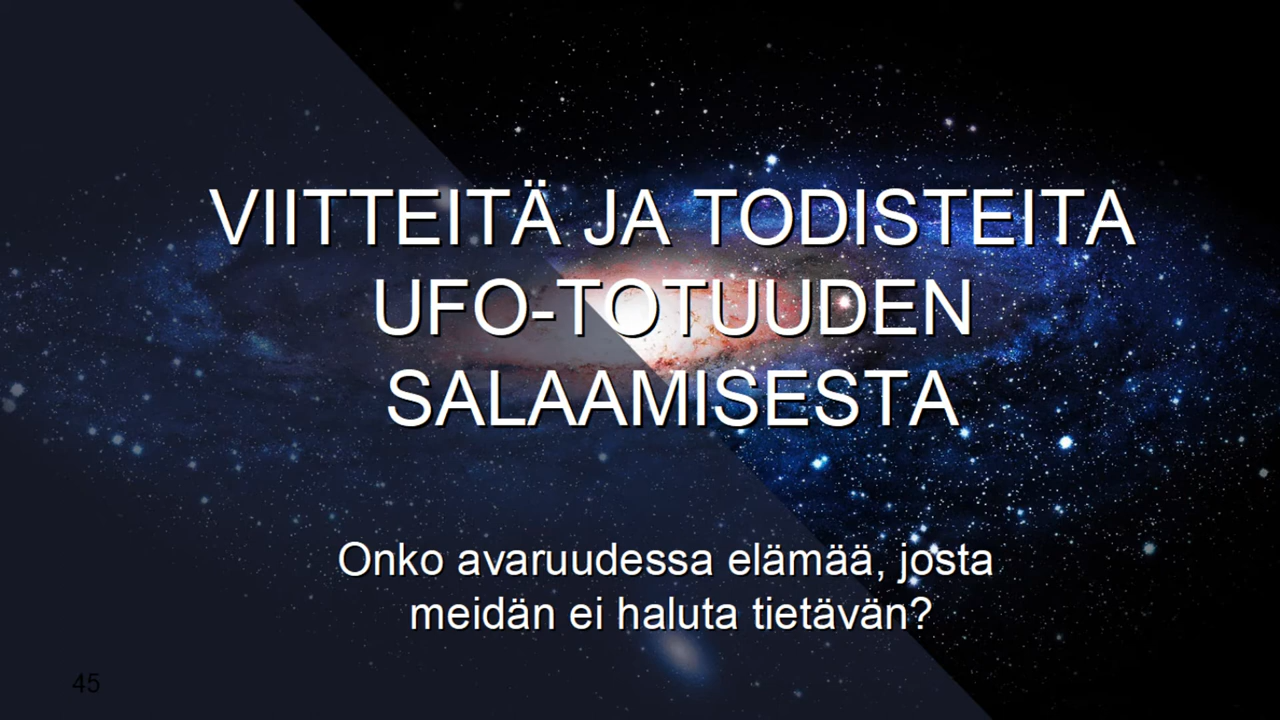 VIITTEITÄ JA TODISTEITA
UFO-TOTUUDEN
SALAAMISESTA
Onko avaruudessa elämää, josta
meidän ei haluta tietävän?
45